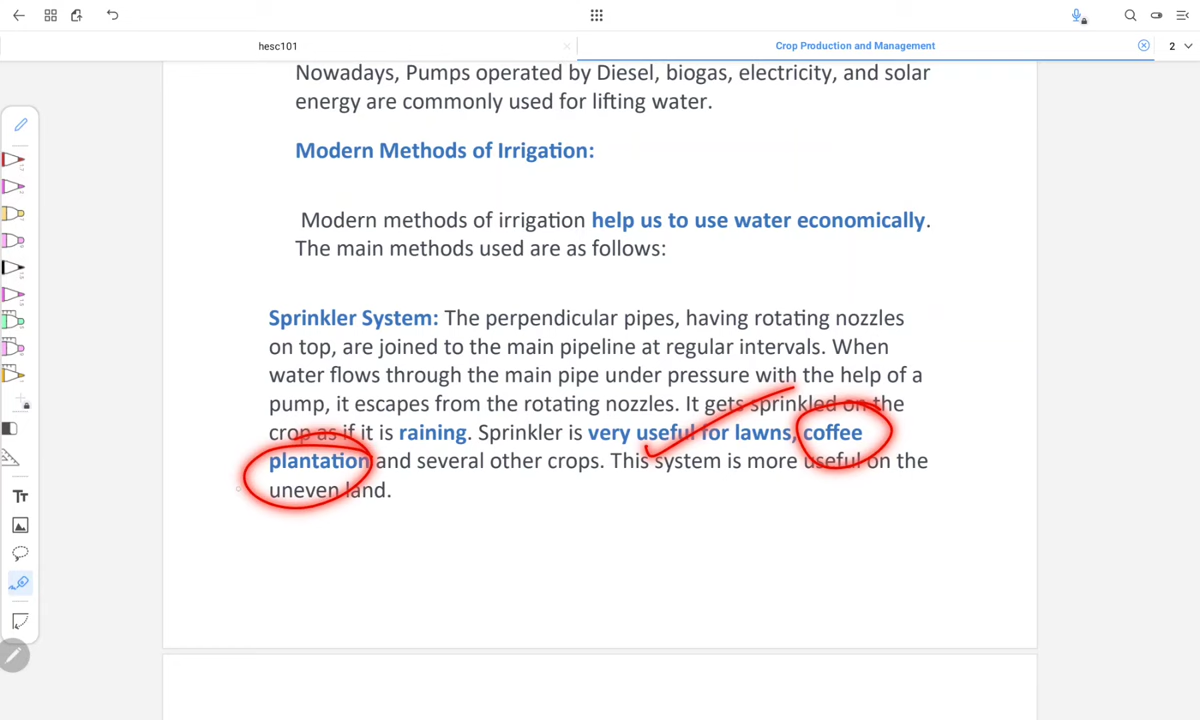 hesc101
Crop Production and Management
2
Nowadays, Pumps operated by Diesel, biogas, electricity, and solar
energy are commonly used for lifting water.
Modern Methods of Irrigation:
Modern methods of irrigation help us to use water economically.
The main methods used are as follows:
Sprinkler System: The perpendicular pipes, having rotating nozzles
on top, are joined to the main pipeline at regular intervals. When
water flows through the main pipe under pressure with the help of a
pump, it escapes from the rotating nozzles. It gets sprinkled on the
crop as if it is raining. Sprinkler is very useful for lawns, coffee
plantation and several other crops. This system is more useful on the
uneven land.
Tт